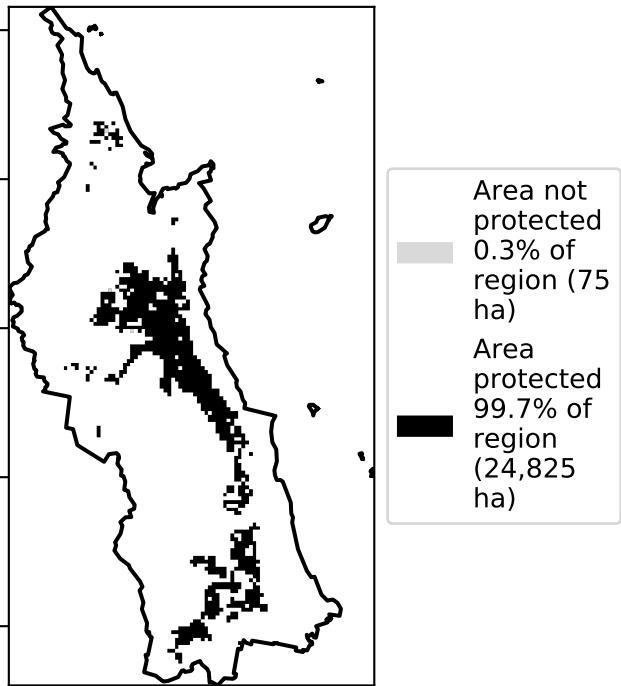 Area not
protected
0.3% of
region (75
ha)
Area
protected
99.7% of
region
(24,825
ha)